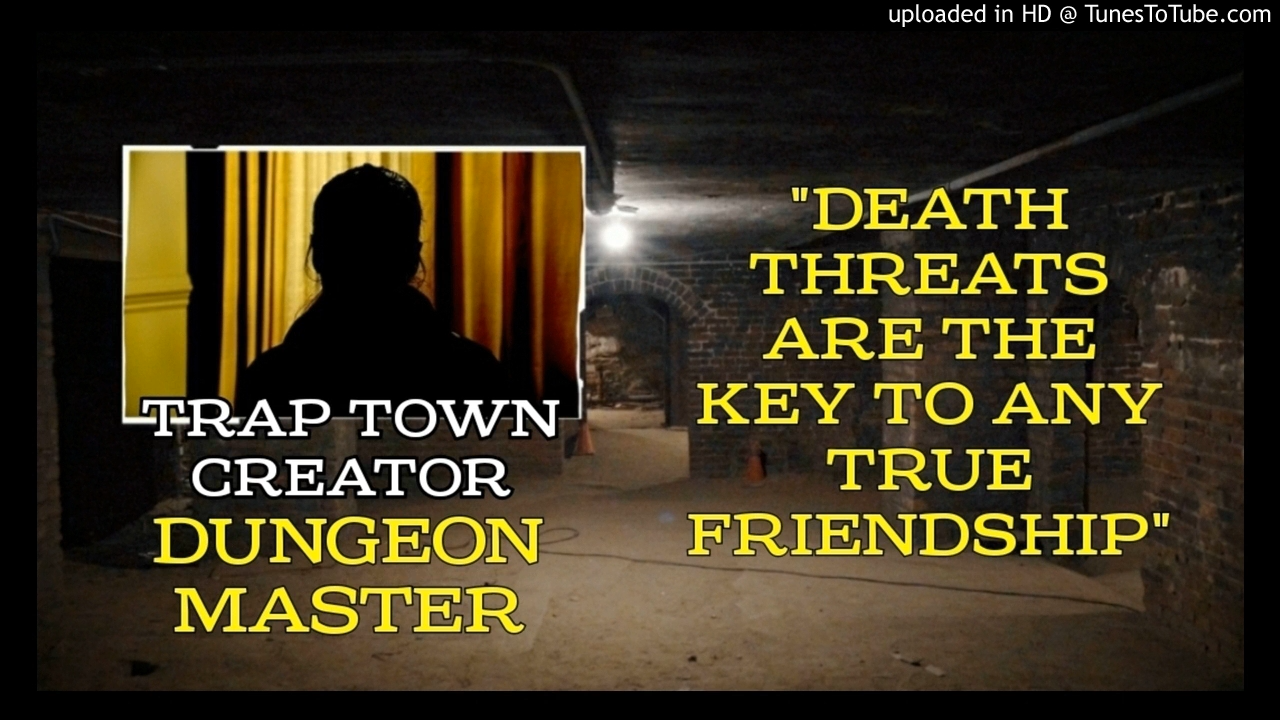 uploaded in HD @ TunesToTube.com
TRAP TOWN
CREATOR
DUNGEON
MASTER
"DEATH
THREATS
ARE THE
KEY TO ANY
TRUE
FRIENDSHIP"